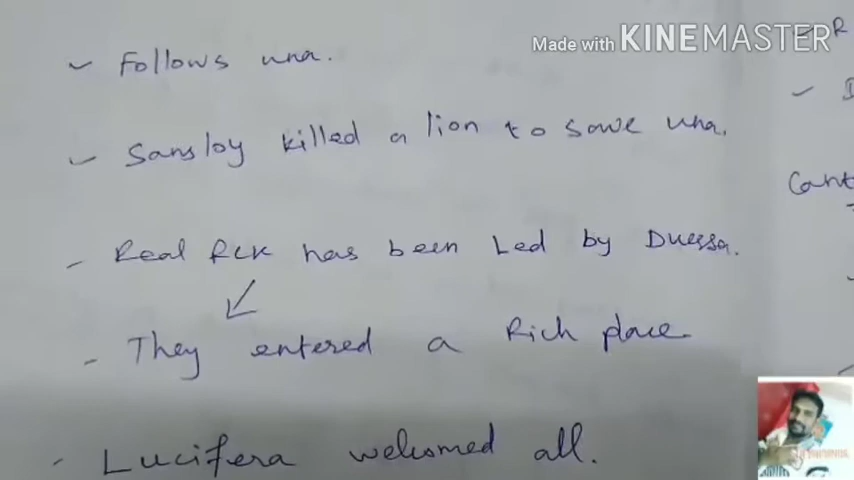 Made with KINEMASTER
Follows una.
Sansloy killed a lion to save una.
Real RCK has been Led by Duessa.
They entered a Rich place
Lucifera welcomed all.
R
Cant